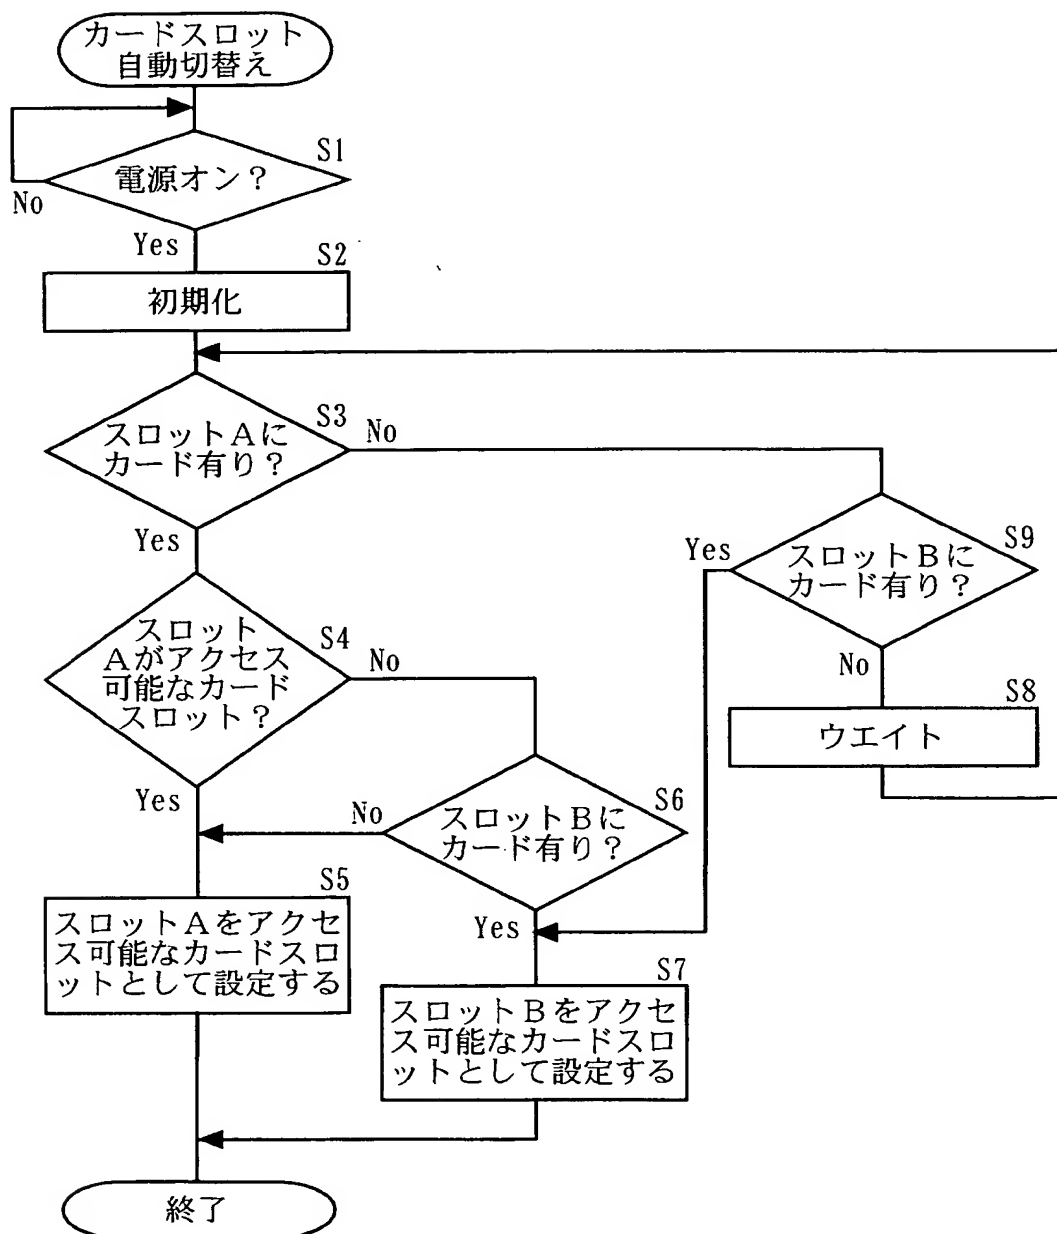 カードスロット
自動切替え
S1
電源オン？
No
Yes
S2
初期化
S3
スロットAに
カード有り？
No
Yes
S9
スロットBに
カード有り？
Yes
No
S4
スロット
Aがアクセス
可能なカード
スロット？
No
Yes
S8
ウエイト
S6
スロットBに
カード有り？
No
Yes
S5
スロットAをアクセ
ス可能なカードスロ
ットとして設定する
S7
スロットBをアクセ
ス可能なカードスロ
ットとして設定する
終了